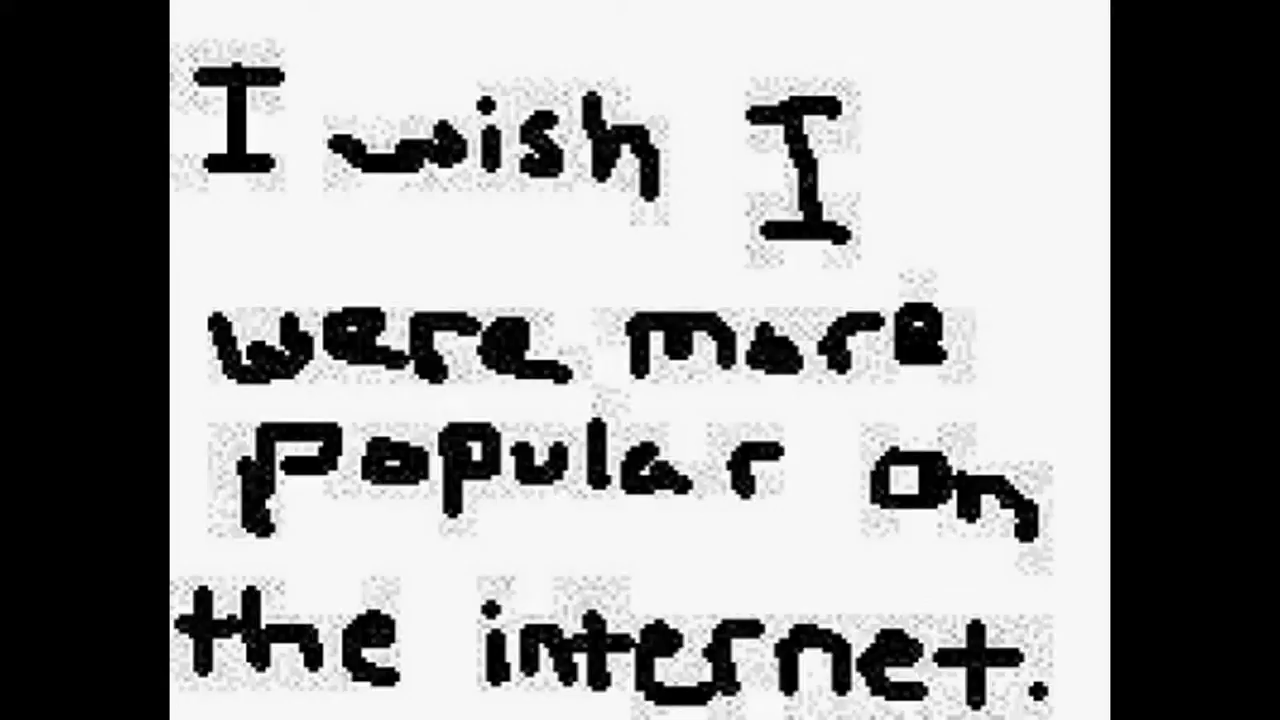 I wish I
were more
popular on
the internet.